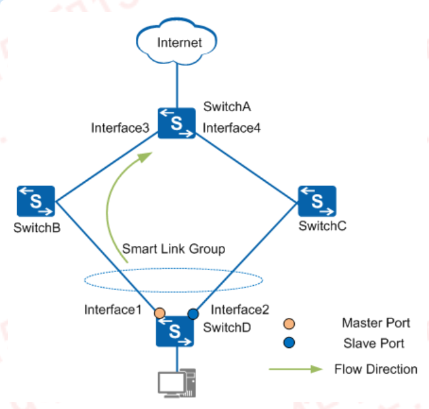 Internet
SwitchA
Interface3
Interface4
S
S
S
SwitchB
SwitchC
Smart Link Group
Interface1
Interface2
S
SwitchD
Master Port
Slave Port
Flow Direction